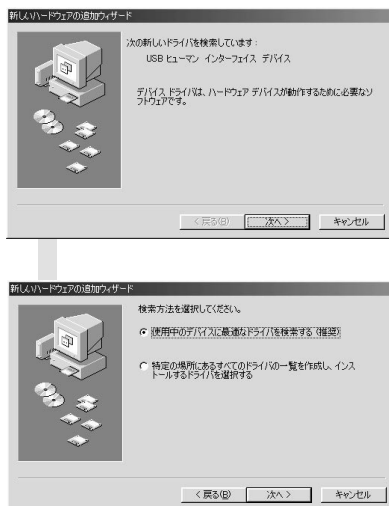 新しいハードウェアの追加ウィザード
次の新しいドライバを検索しています：
USB ヒューマン インターフェイス デバイス
デバイス ドライバは、ハードウェア デバイスが動作するために必要なソ
フトウェアです。
< 戻る(B)
次へ >
キャンセル
新しいハードウェアの追加ウィザード
検索方法を選択してください。
使用中のデバイスに最適なドライバを検索する (推奨)
特定の場所にあるすべてのドライバの一覧を作成し、インス
トールするドライバを選択する
< 戻る(B)
次へ >
キャンセル